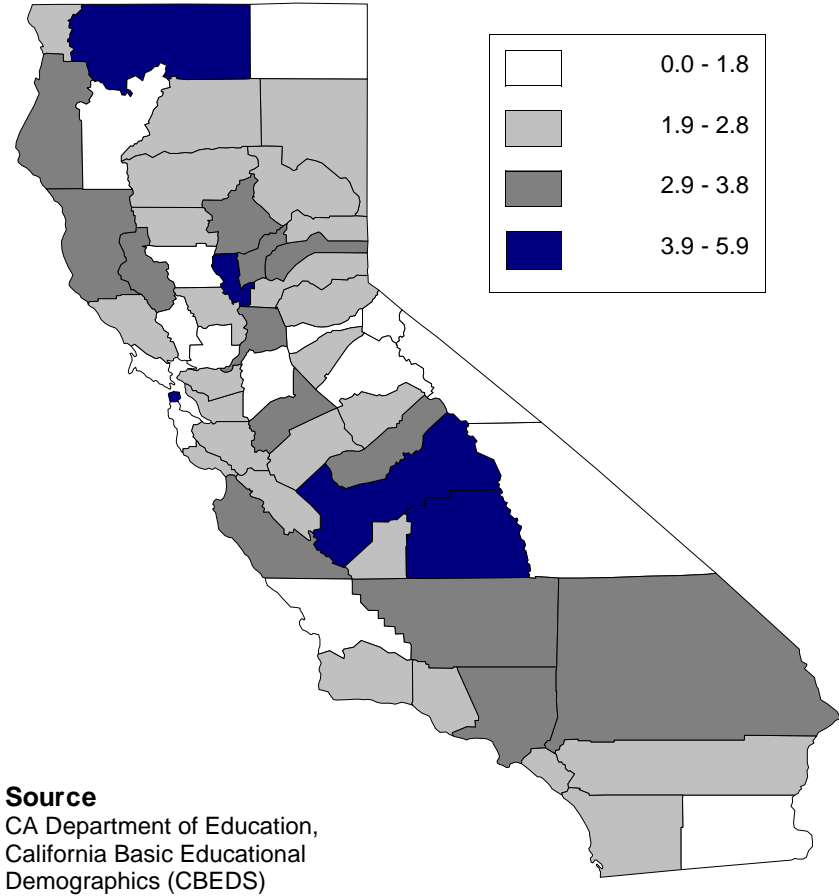 0.0 - 1.8
1.9 - 2.8
2.9 - 3.8
3.9 - 5.9
Source
CA Department of Education,
California Basic Educational
Demographics (CBEDS)